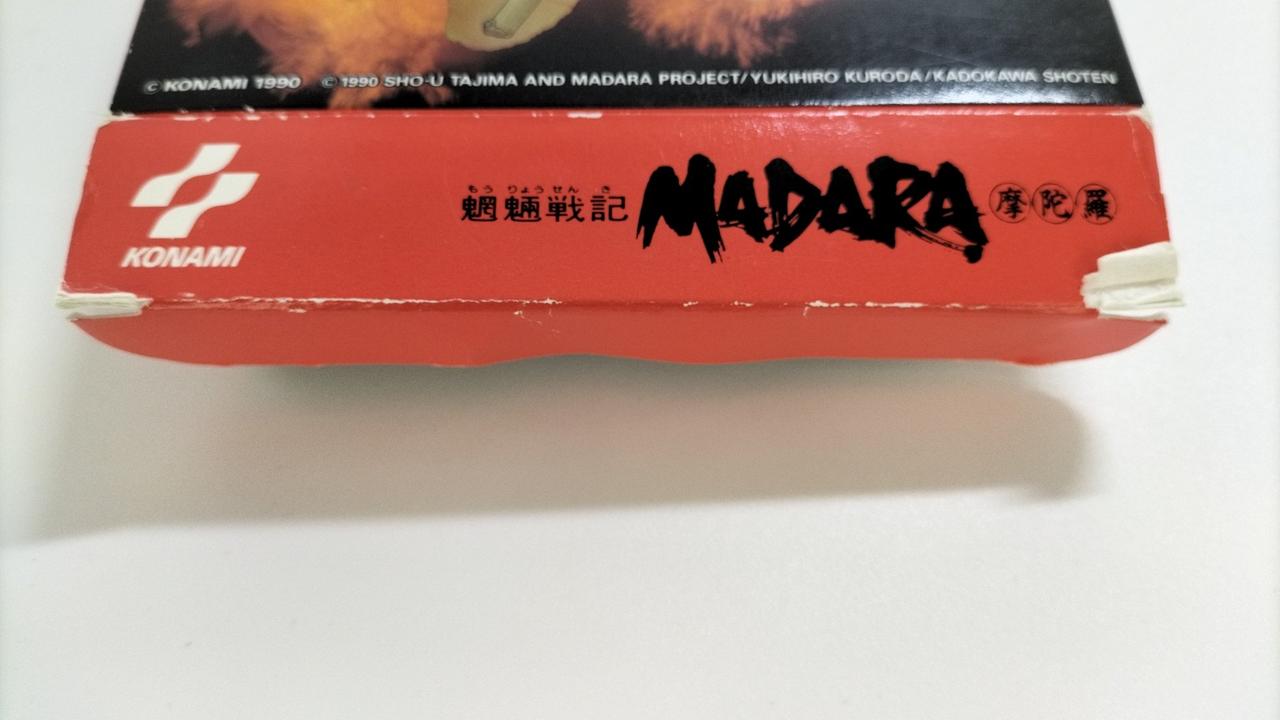 © KONAMI 1990 © 1990 SHO-U TAJIMA AND MADARA PROJECT/YUKIHIRO KURODA/KADOKAWA SHOTEN
KONAMI
もうりょうせんき
魍魎戦記 MADARA 摩陀羅